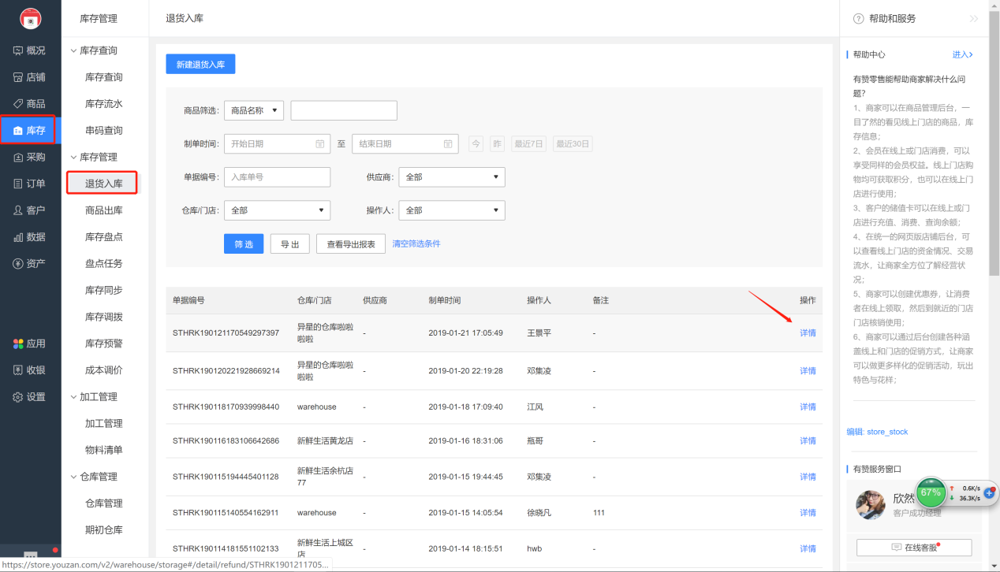 概况
店铺
商品
库存
采购
订单
客户
数据
资产
应用
收银
设置
库存管理
库存查询
库存查询
库存流水
串码查询
库存管理
退货入库
商品出库
库存盘点
盘点任务
库存同步
库存调拨
库存预警
成本调价
加工管理
加工管理
物料清单
仓库管理
仓库管理
期初仓库
退货入库
新建退货入库
商品筛选: 商品名称
制单时间: 开始日期 至 结束日期 今 昨 最近7日 最近30日
单据编号: 入库单号 供应商: 全部
仓库/门店: 全部 操作人: 全部
筛 选 导 出 查看导出报表 清空筛选条件
单据编号 仓库/门店 供应商 制单时间 操作人 备注 操作
STHRK190121170549297397 异星的仓库啦啦啦啦 - 2019-01-21 17:05:49 王景平 - 详情
STHRK190120221928669214 异星的仓库啦啦啦啦 - 2019-01-20 22:19:28 邓集凌 - 详情
STHRK190118170939998440 warehouse - 2019-01-18 17:09:40 江风 - 详情
STHRK190116183106642686 新鲜生活黄龙店 - 2019-01-16 18:31:06 瓶哥 - 详情
STHRK190115194445401128 新鲜生活余杭店77 - 2019-01-15 19:44:45 邓集凌 - 详情
STHRK190115140554162911 warehouse - 2019-01-15 14:05:54 徐晓凡 111 详情
STHRK190114181551102133 新鲜生活上城区店 - 2019-01-14 18:15:51 hwb - 详情
https://store.youzan.com/v2/warehouse/storage#/detail/refund/STHRK1901211705...
帮助和服务
帮助中心 进入
有赞零售能帮助商家解决什么问
题?
1、商家可以在商品管理后台，一
目了然的看见线上门店的商品，库
存信息；
2、会员在线上或门店消费，可以
享受同样的会员权益。线上门店购
物均可获取积分，也可以在线上门
店进行使用；
3、客户的储值卡可以在线上或门
店进行充值、消费、查询余额；
4、在统一的网页版店铺后台，可
以查看线上门店的资金情况、交易
流水，让商家全方位了解经营状
况；
5、商家可以创建优惠券，让消费
者在线上领取，然后到就近的门店
门店核销使用；
6、商家可以通过后台创建各种涵
盖线上和门店的促销方式，让商家
可以做更多样化的促销活动，玩出
特色与花样；
编辑: store_stock
有赞服务窗口
欣然
客户成功经理
67%
0.6K/s
36.3K/s
在线客服